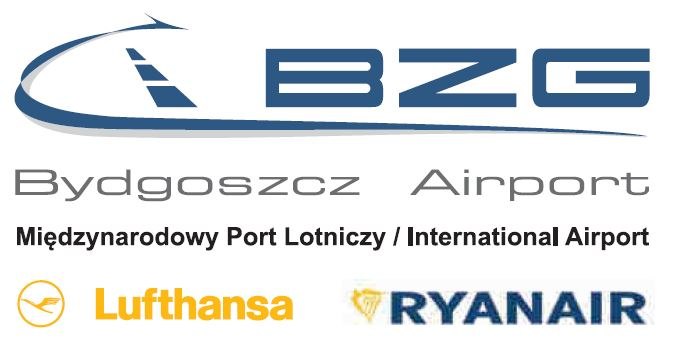 BZG
Bydgoszcz Airport
Międzynarodowy Port Lotniczy / International Airport
Lufthansa RYANAIR